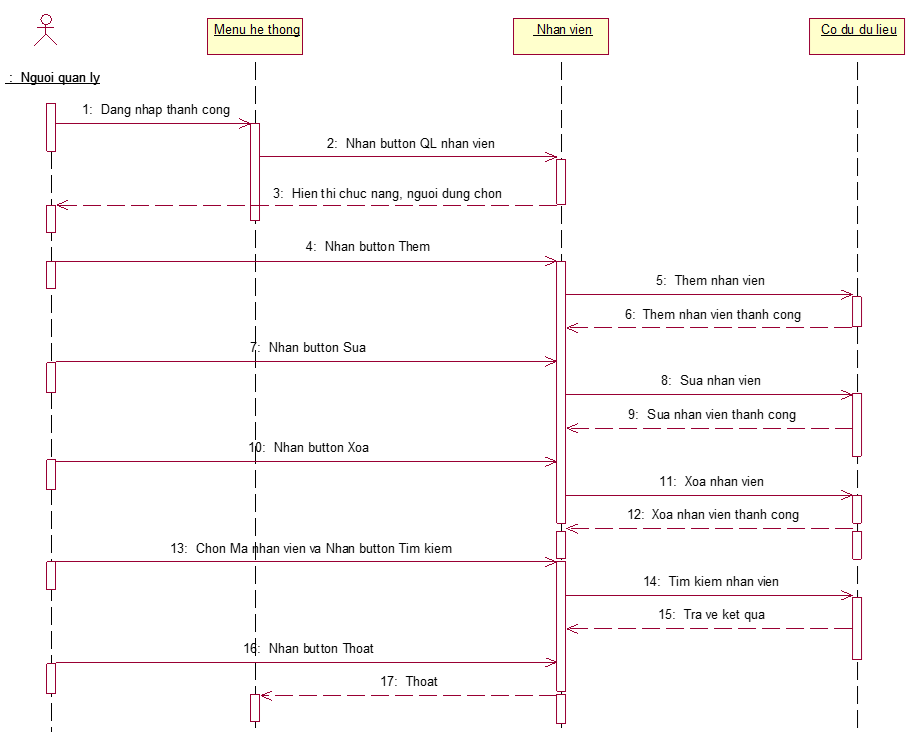 Menu he thong
Nhan vien
Co du du lieu
: Nguoi quan ly
1: Dang nhap thanh cong
2: Nhan button QL nhan vien
3: Hien thi chuc nang, nguoi dung chon
4: Nhan button Them
5: Them nhan vien
6: Them nhan vien thanh cong
7: Nhan button Sua
8: Sua nhan vien
9: Sua nhan vien thanh cong
10: Nhan button Xoa
11: Xoa nhan vien
12: Xoa nhan vien thanh cong
13: Chon Ma nhan vien va Nhan button Tim kiem
14: Tim kiem nhan vien
15: Tra ve ket qua
16: Nhan button Thoat
17: Thoat